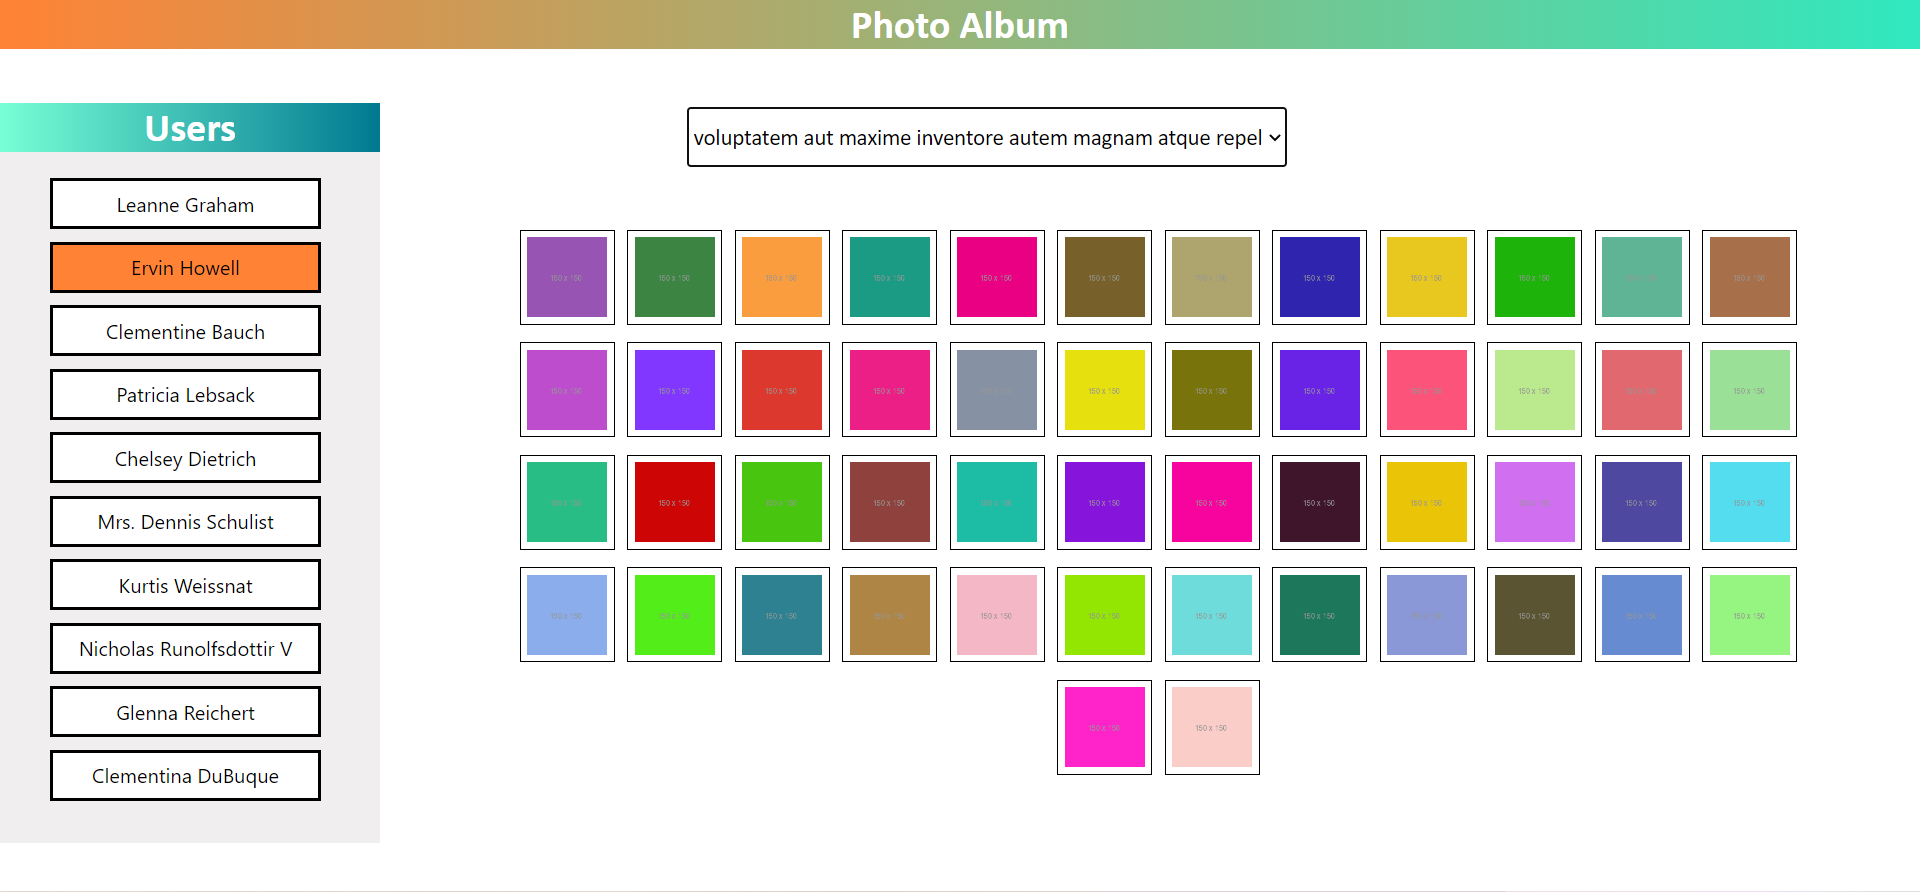 Photo Album
Users
Leanne Graham
Ervin Howell
Clementine Bauch
Patricia Lebsack
Chelsey Dietrich
Mrs. Dennis Schulist
Kurtis Weissnat
Nicholas Runolfsdottir V
Glenna Reichert
Clementina DuBuque
voluptatem aut maxime inventore autem magnam atque repel
150 x 150 150 x 150 150 x 150 150 x 150 150 x 150 150 x 150 150 x 150 150 x 150 150 x 150 150 x 150 150 x 150 150 x 150
150 x 150 150 x 150 150 x 150 150 x 150 150 x 150 150 x 150 150 x 150 150 x 150 150 x 150 150 x 150 150 x 150 150 x 150
150 x 150 150 x 150 150 x 150 150 x 150 150 x 150 150 x 150 150 x 150 150 x 150 150 x 150 150 x 150 150 x 150 150 x 150
150 x 150 150 x 150 150 x 150 150 x 150 150 x 150 150 x 150 150 x 150 150 x 150 150 x 150 150 x 150 150 x 150 150 x 150
150 x 150 150 x 150